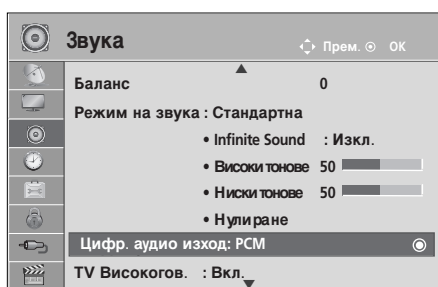 Звука Прем. ОК
Баланс 0
Режим на звука : Стандартна
• Infinite Sound : Изкл.
• Високи тонове 50
• Ниски тонове 50
• Нулиране
Цифр. аудио изход: PCM
TV Високогов. : Вкл.